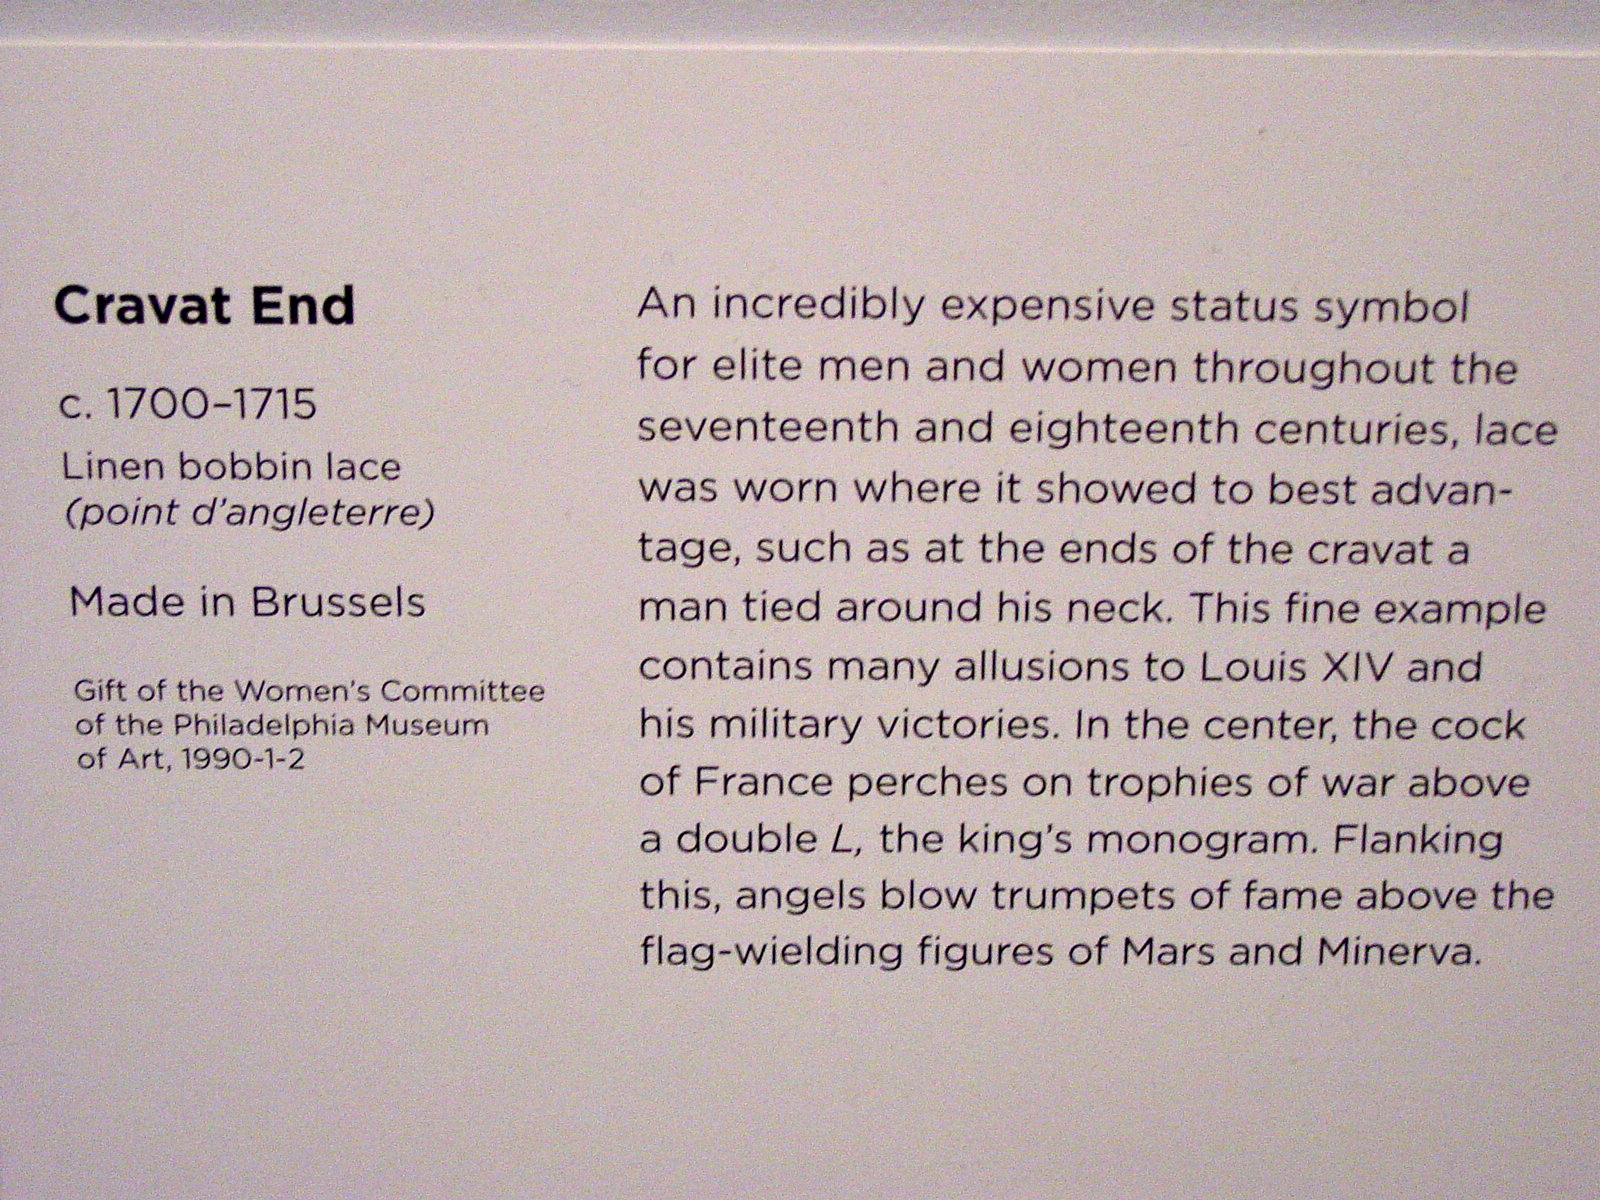 Cravat End
c. 1700–1715
Linen bobbin lace
(point d'angleterre)
Made in Brussels
Gift of the Women's Committee
of the Philadelphia Museum
of Art, 1990-1-2
An incredibly expensive status symbol
for elite men and women throughout the
seventeenth and eighteenth centuries, lace
was worn where it showed to best advan-
tage, such as at the ends of the cravat a
man tied around his neck. This fine example
contains many allusions to Louis XIV and
his military victories. In the center, the cock
of France perches on trophies of war above
a double L, the king's monogram. Flanking
this, angels blow trumpets of fame above the
flag-wielding figures of Mars and Minerva.